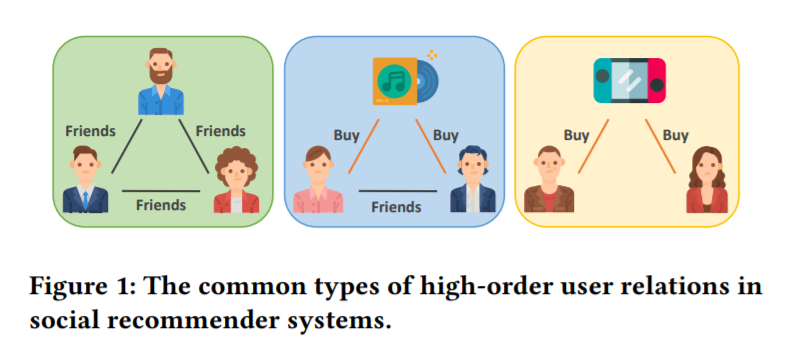 Friends
Friends
Friends
Buy
Buy
Friends
Buy
Buy
Figure 1: The common types of high-order user relations in
social recommender systems.